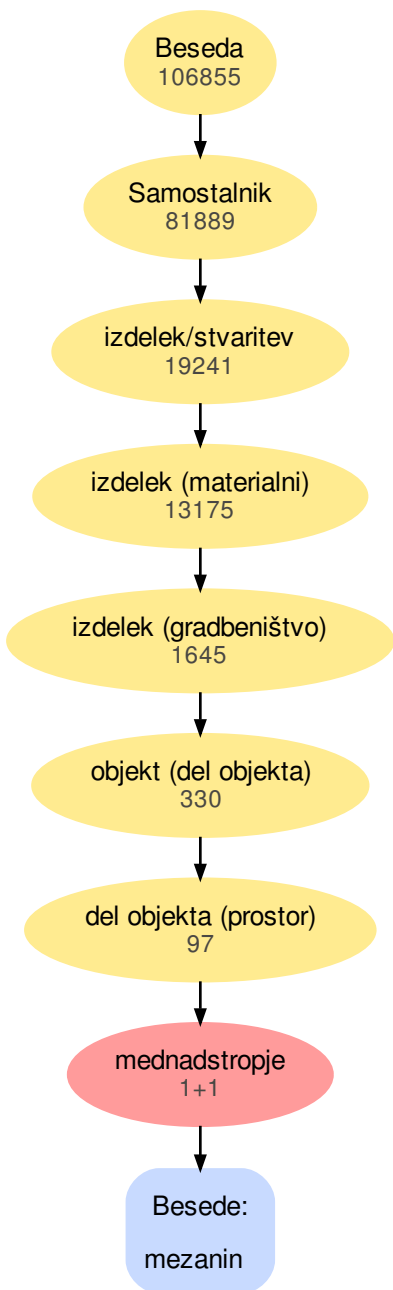 Beseda
106855
Samostalnik
81889
izdelek/stvaritev
19241
izdelek (materialni)
13175
izdelek (gradbeništvo)
1645
objekt (del objekta)
330
del objekta (prostor)
97
mednadstropje
1+1
Besede:
mezanin